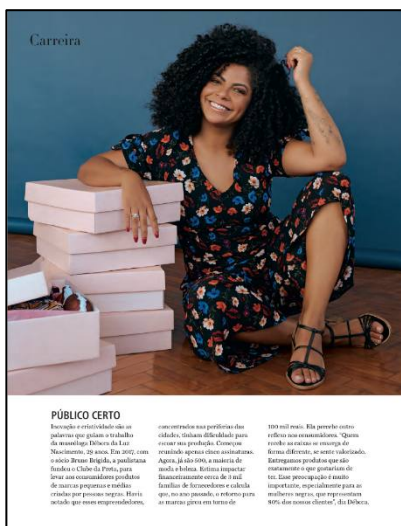 Carreira
PÚBLICO CERTO
Inovação e criatividade são as
palavras que guiam o trabalho
da museóloga Débora da Luz
Nascimento, 29 anos. Em 2017, com
o sócio Bruno Brígida, a paulistana
fundou o Clube da Preta, para
levar aos consumidores produtos
de marcas pequenas e médias
criadas por pessoas negras. Havia
notado que esses empreendedores,
concentrados nas periferias das
cidades, tinham dificuldade para
escoar sua produção. Começou
reunindo apenas cinco assinaturas.
Agora, já são 600, a maioria de
moda e beleza. Estima impactar
financeiramente cerca de 3 mil
famílias de fornecedores e calcula
que, no ano passado, o retorno para
as marcas girou em torno de
100 mil reais. Ela percebe outro
reflexo nos consumidores. "Quem
recebe as caixas se enxerga de
forma diferente, se sente valorizado.
Entregamos produtos que são
exatamente o que gostariam de
ter. Essa preocupação é muito
importante, especialmente para as
mulheres negras, que representam
90% dos nossos clientes", diz Débora.